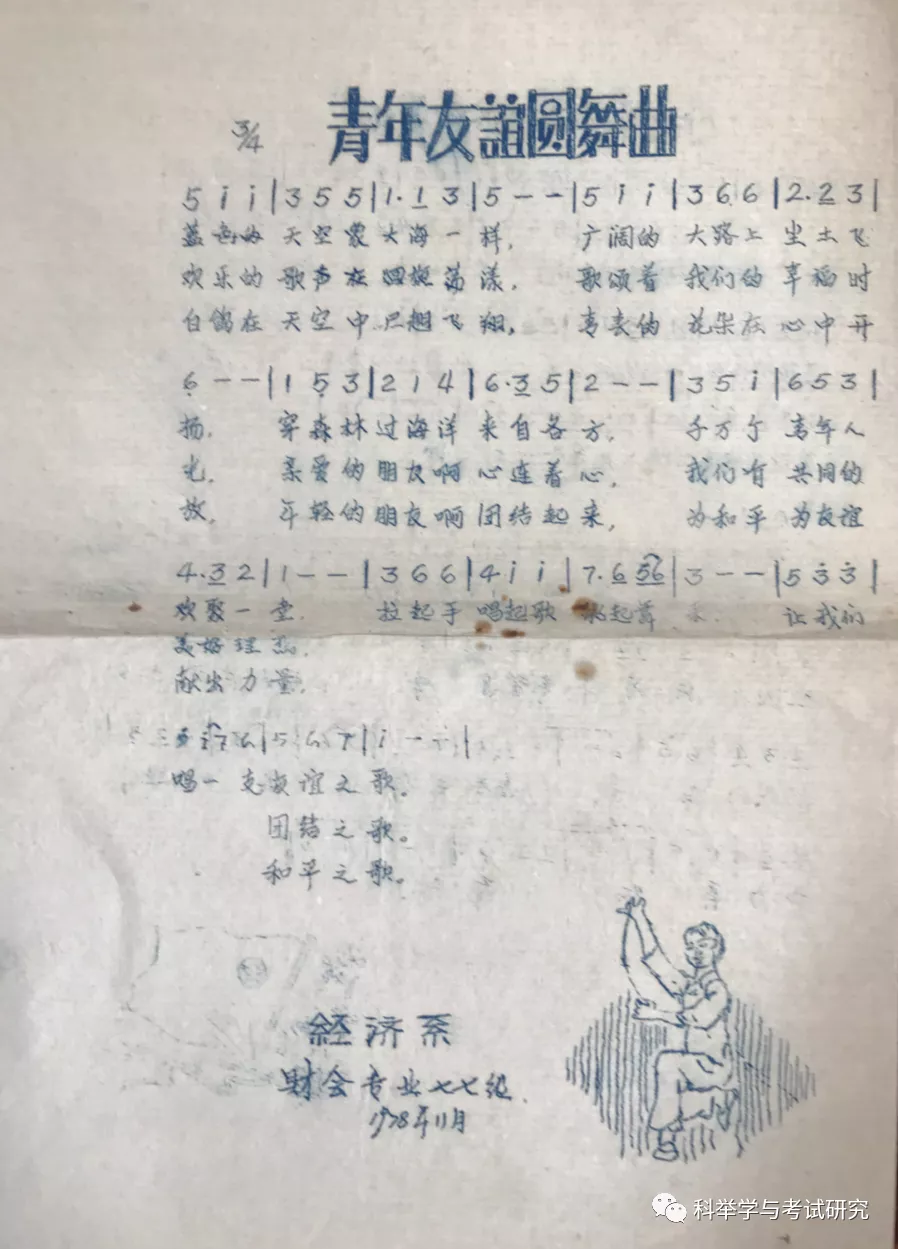 青年友誼圆舞曲
3/4
5 i i | 3 5 5 | 1· 1 3 | 5 - - | 5 i i | 3 6 6 | 2· 2 3 |
蓝色的 天空象 大海一 样, 广阔的 大路上 尘土飞
欢乐的 歌声在 四处荡 漾, 歌颂着 我们的 幸福时
白鴿在 天空中 展翅飞 翔, 青春的 花朵在 心中开
6 - - | 1 5 3 | 2 1 4 | 6· 3 5 | 2 - - | 3 5 i | 6 5 3 |
扬, 穿森林 过海洋 来自各 方, 千万个 青年人
光, 亲爱的 朋友啊 心连着 心, 我们有 共同的
放, 年轻的 朋友啊 团结起 来, 为和平 为友谊
4· 3 2 | 1 - - | 3 6 6 | 4 i i | 7· 6 56 | 3 - - | 5 3 3 |
欢聚一 堂. 拉起手 唱起歌 起舞 让我们
美好理想.
献出力量.
6 | 5 6 7 | i - - |
唱一 支友谊之歌。
团结之歌。
和平之歌。
経济系
财会专业七七级.
1978年11月
科举学与考试研究